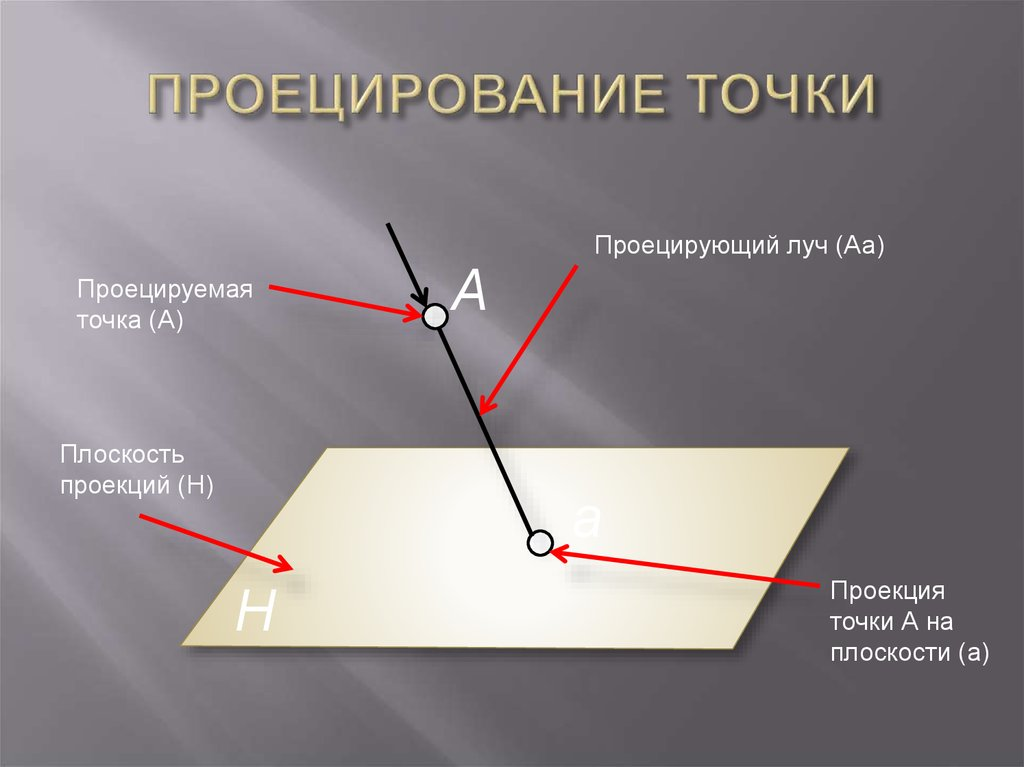 ПРОЕЦИРОВАНИЕ ТОЧКИ
Проецирующий луч (Аа)
Проецируемая
точка (А)
А
Плоскость
проекций (Н)
а
Н
Проекция
точки А на
плоскости (а)